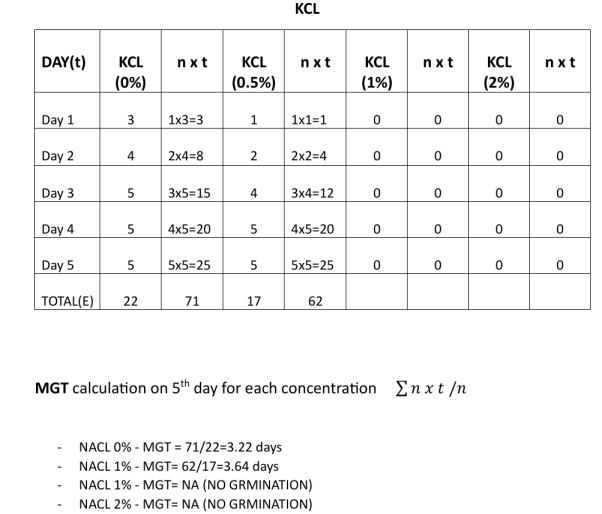 KCL
DAY(t) KCL (0%) n x t KCL (0.5%) n x t KCL (1%) n x t KCL (2%) n x t
Day 1 3 1x3=3 1 1x1=1 0 0 0 0
Day 2 4 2x4=8 2 2x2=4 0 0 0 0
Day 3 5 3x5=15 4 3x4=12 0 0 0 0
Day 4 5 4x5=20 5 4x5=20 0 0 0 0
Day 5 5 5x5=25 5 5x5=25 0 0 0 0
TOTAL(E) 22 71 17 62
MGT calculation on 5th day for each concentration ∑ n x t /n
- NACL 0% - MGT = 71/22=3.22 days
- NACL 1% - MGT= 62/17=3.64 days
- NACL 1% - MGT= NA (NO GRMINATION)
- NACL 2% - MGT= NA (NO GRMINATION)